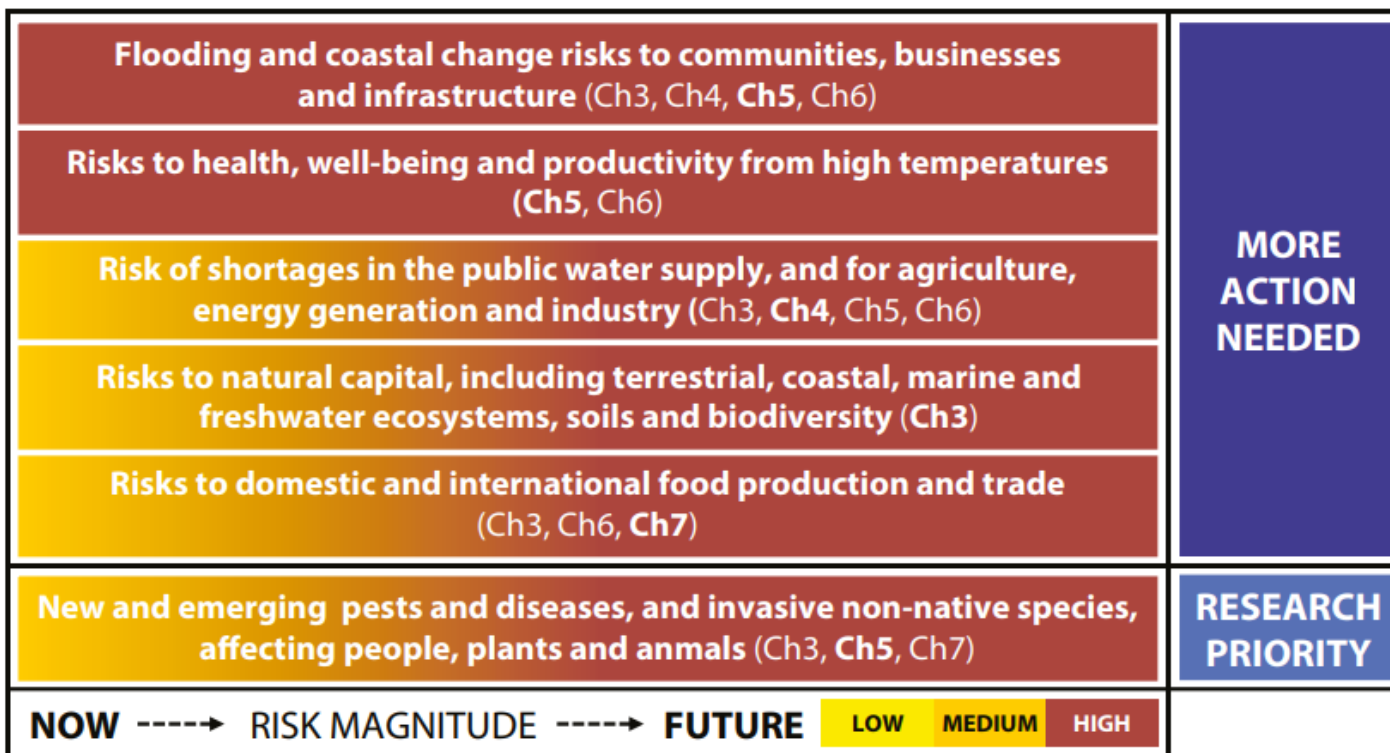 Flooding and coastal change risks to communities, businesses
and infrastructure (Ch3, Ch4, Ch5, Ch6)
Risks to health, well-being and productivity from high temperatures
(Ch5, Ch6)
Risk of shortages in the public water supply, and for agriculture,
energy generation and industry (Ch3, Ch4, Ch5, Ch6)
Risks to natural capital, including terrestrial, coastal, marine and
freshwater ecosystems, soils and biodiversity (Ch3)
Risks to domestic and international food production and trade
(Ch3, Ch6, Ch7)
MORE
ACTION
NEEDED
New and emerging pests and diseases, and invasive non-native species,
affecting people, plants and anmals (Ch3, Ch5, Ch7)
RESEARCH
PRIORITY
NOW RISK MAGNITUDE FUTURE LOW MEDIUM HIGH